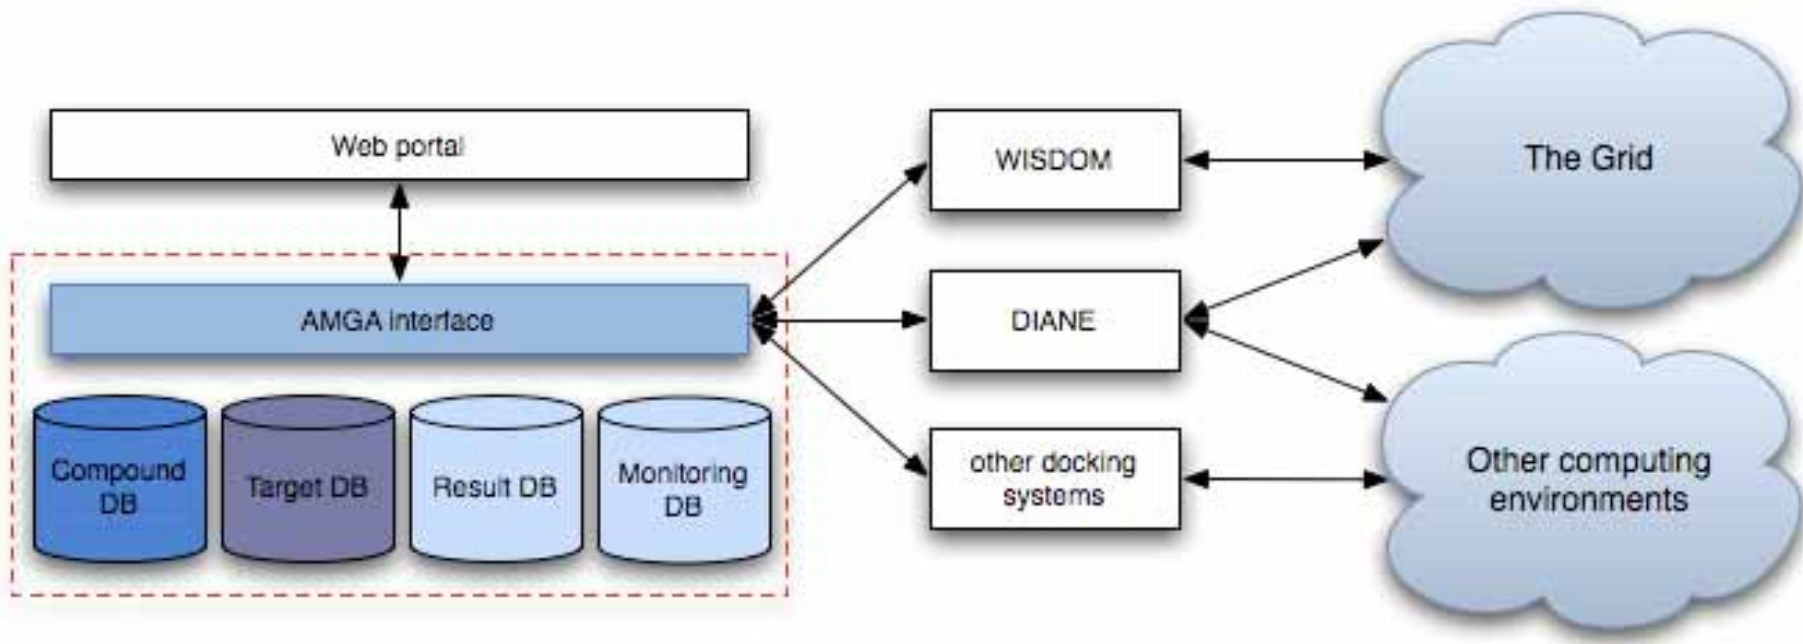 Web portal
AMGA interface
Compound
DB
Target DB
Result DB
Monitoring
DB
WISDOM
DIANE
other docking
systems
The Grid
Other computing
environments